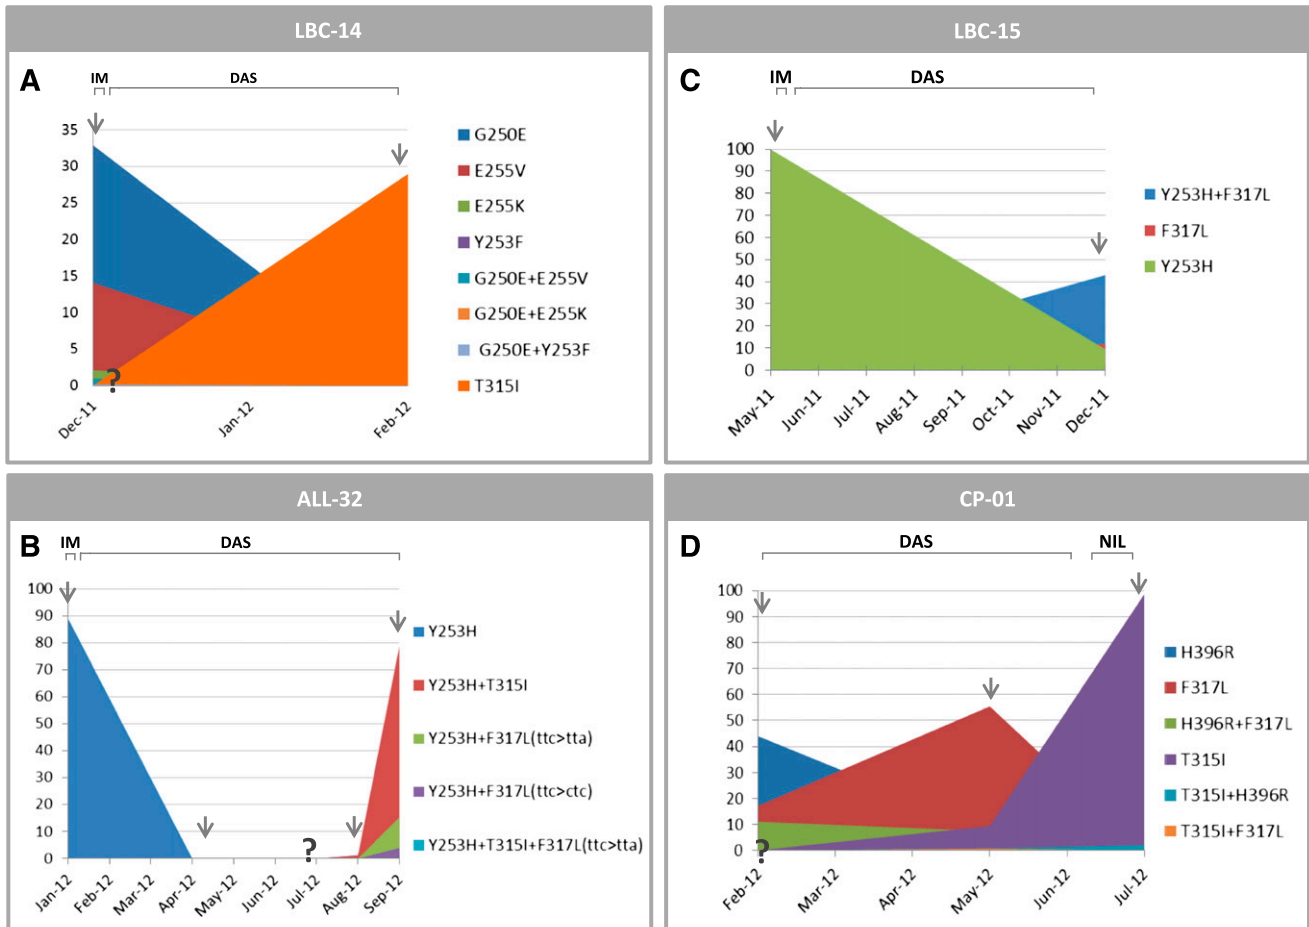 LBC-14
A
IM DAS
35
30
25
20
15
10
5
0
?
Dec-11
Jan-12
Feb-12
G250E
E255V
E255K
Y253F
G250E+E255V
G250E+E255K
G250E+Y253F
T315I
LBC-15
C
IM DAS
100
90
80
70
60
50
40
30
20
10
0
May-11
Jun-11
Jul-11
Aug-11
Sep-11
Oct-11
Nov-11
Dec-11
Y253H+F317L
F317L
Y253H
ALL-32
B
IM DAS
100
90
80
70
60
50
40
30
20
10
0
?
Jan-12
Feb-12
Mar-12
Apr-12
May-12
Jun-12
Jul-12
Aug-12
Sep-12
Y253H
Y253H+T315I
Y253H+F317L(ttc>tta)
Y253H+F317L(ttc>ctc)
Y253H+T315I+F317L(ttc>tta)
CP-01
D
DAS NIL
100
90
80
70
60
50
40
30
20
10
0
?
Feb-12
Mar-12
Apr-12
May-12
Jun-12
Jul-12
H396R
F317L
H396R+F317L
T315I
T315I+H396R
T315I+F317L